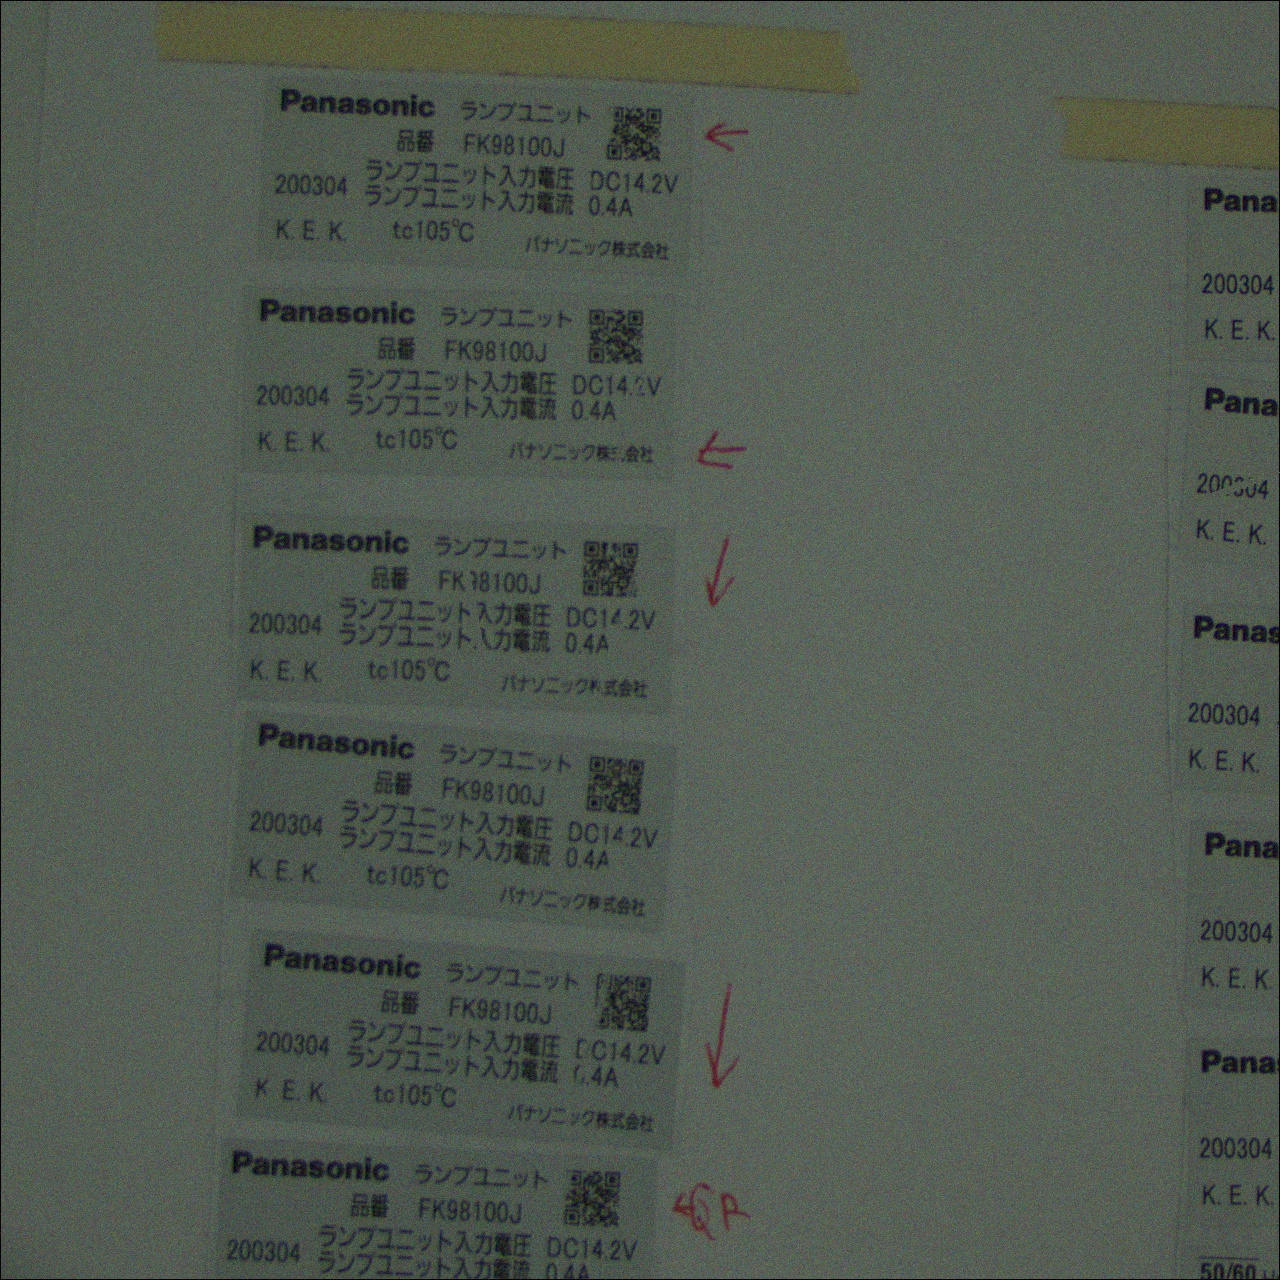 Panasonic ランプユニット
品番 FK98100J
200304 ランプユニット入力電圧 DC14.2V
ランプユニット入力電流 0.4A
K. E. K. tc105℃ パナソニック株式会社
Panasonic ランプユニット
品番 FK98100J
200304 ランプユニット入力電圧 DC14.2V
ランプユニット入力電流 0.4A
K. E. K. tc105℃ パナソニック株 会社
Panasonic ランプユニット
品番 FK 8100J
200304 ランプユニット入力電圧 DC14.2V
ランプユニット入力電流 0.4A
K. E. K. tc105℃ パナソニック 式会社
Panasonic ランプユニット
品番 FK98100J
200304 ランプユニット入力電圧 DC14.2V
ランプユニット入力電流 0.4A
K. E. K. tc105℃ パナソニック株式会社
Panasonic ランプユニット
品番 FK98100J
200304 ランプユニット入力電圧 DC14.2V
ランプユニット入力電流 .4A
K E. K. tc105℃ パナソニック株式会社
Panasonic ランプユニット
品番 FK98100J
QR
200304 ランプユニット入力電圧 DC14.2V
ランプユニット入力電流 0.4A
Pana
200304
K. E. K.
Pana
K. E. K.
Panas
200304
K. E. K.
Pana
200304
K. E. K.
Pana
200304
K. E. K.
50/60